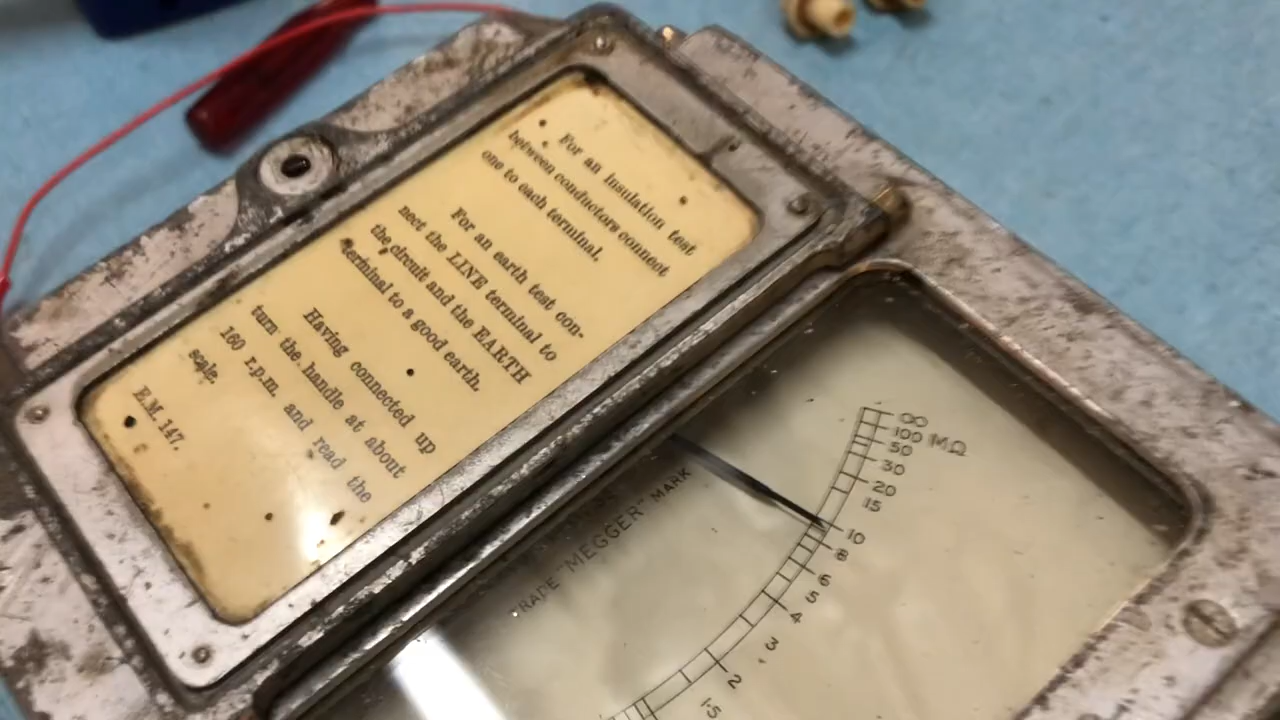 For an insulation test
between conductors connect
one to each terminal.
For an earth test con-
nect the LINE terminal to
the circuit and the EARTH
terminal to a good earth.
Having connected up
turn the handle at about
160 r.p.m. and read the
scale.
E.M. 147.
TRADE "MEGGER" MARK
∞
100 MΩ
50
30
20
15
10
8
6
5
4
3
2
1·5